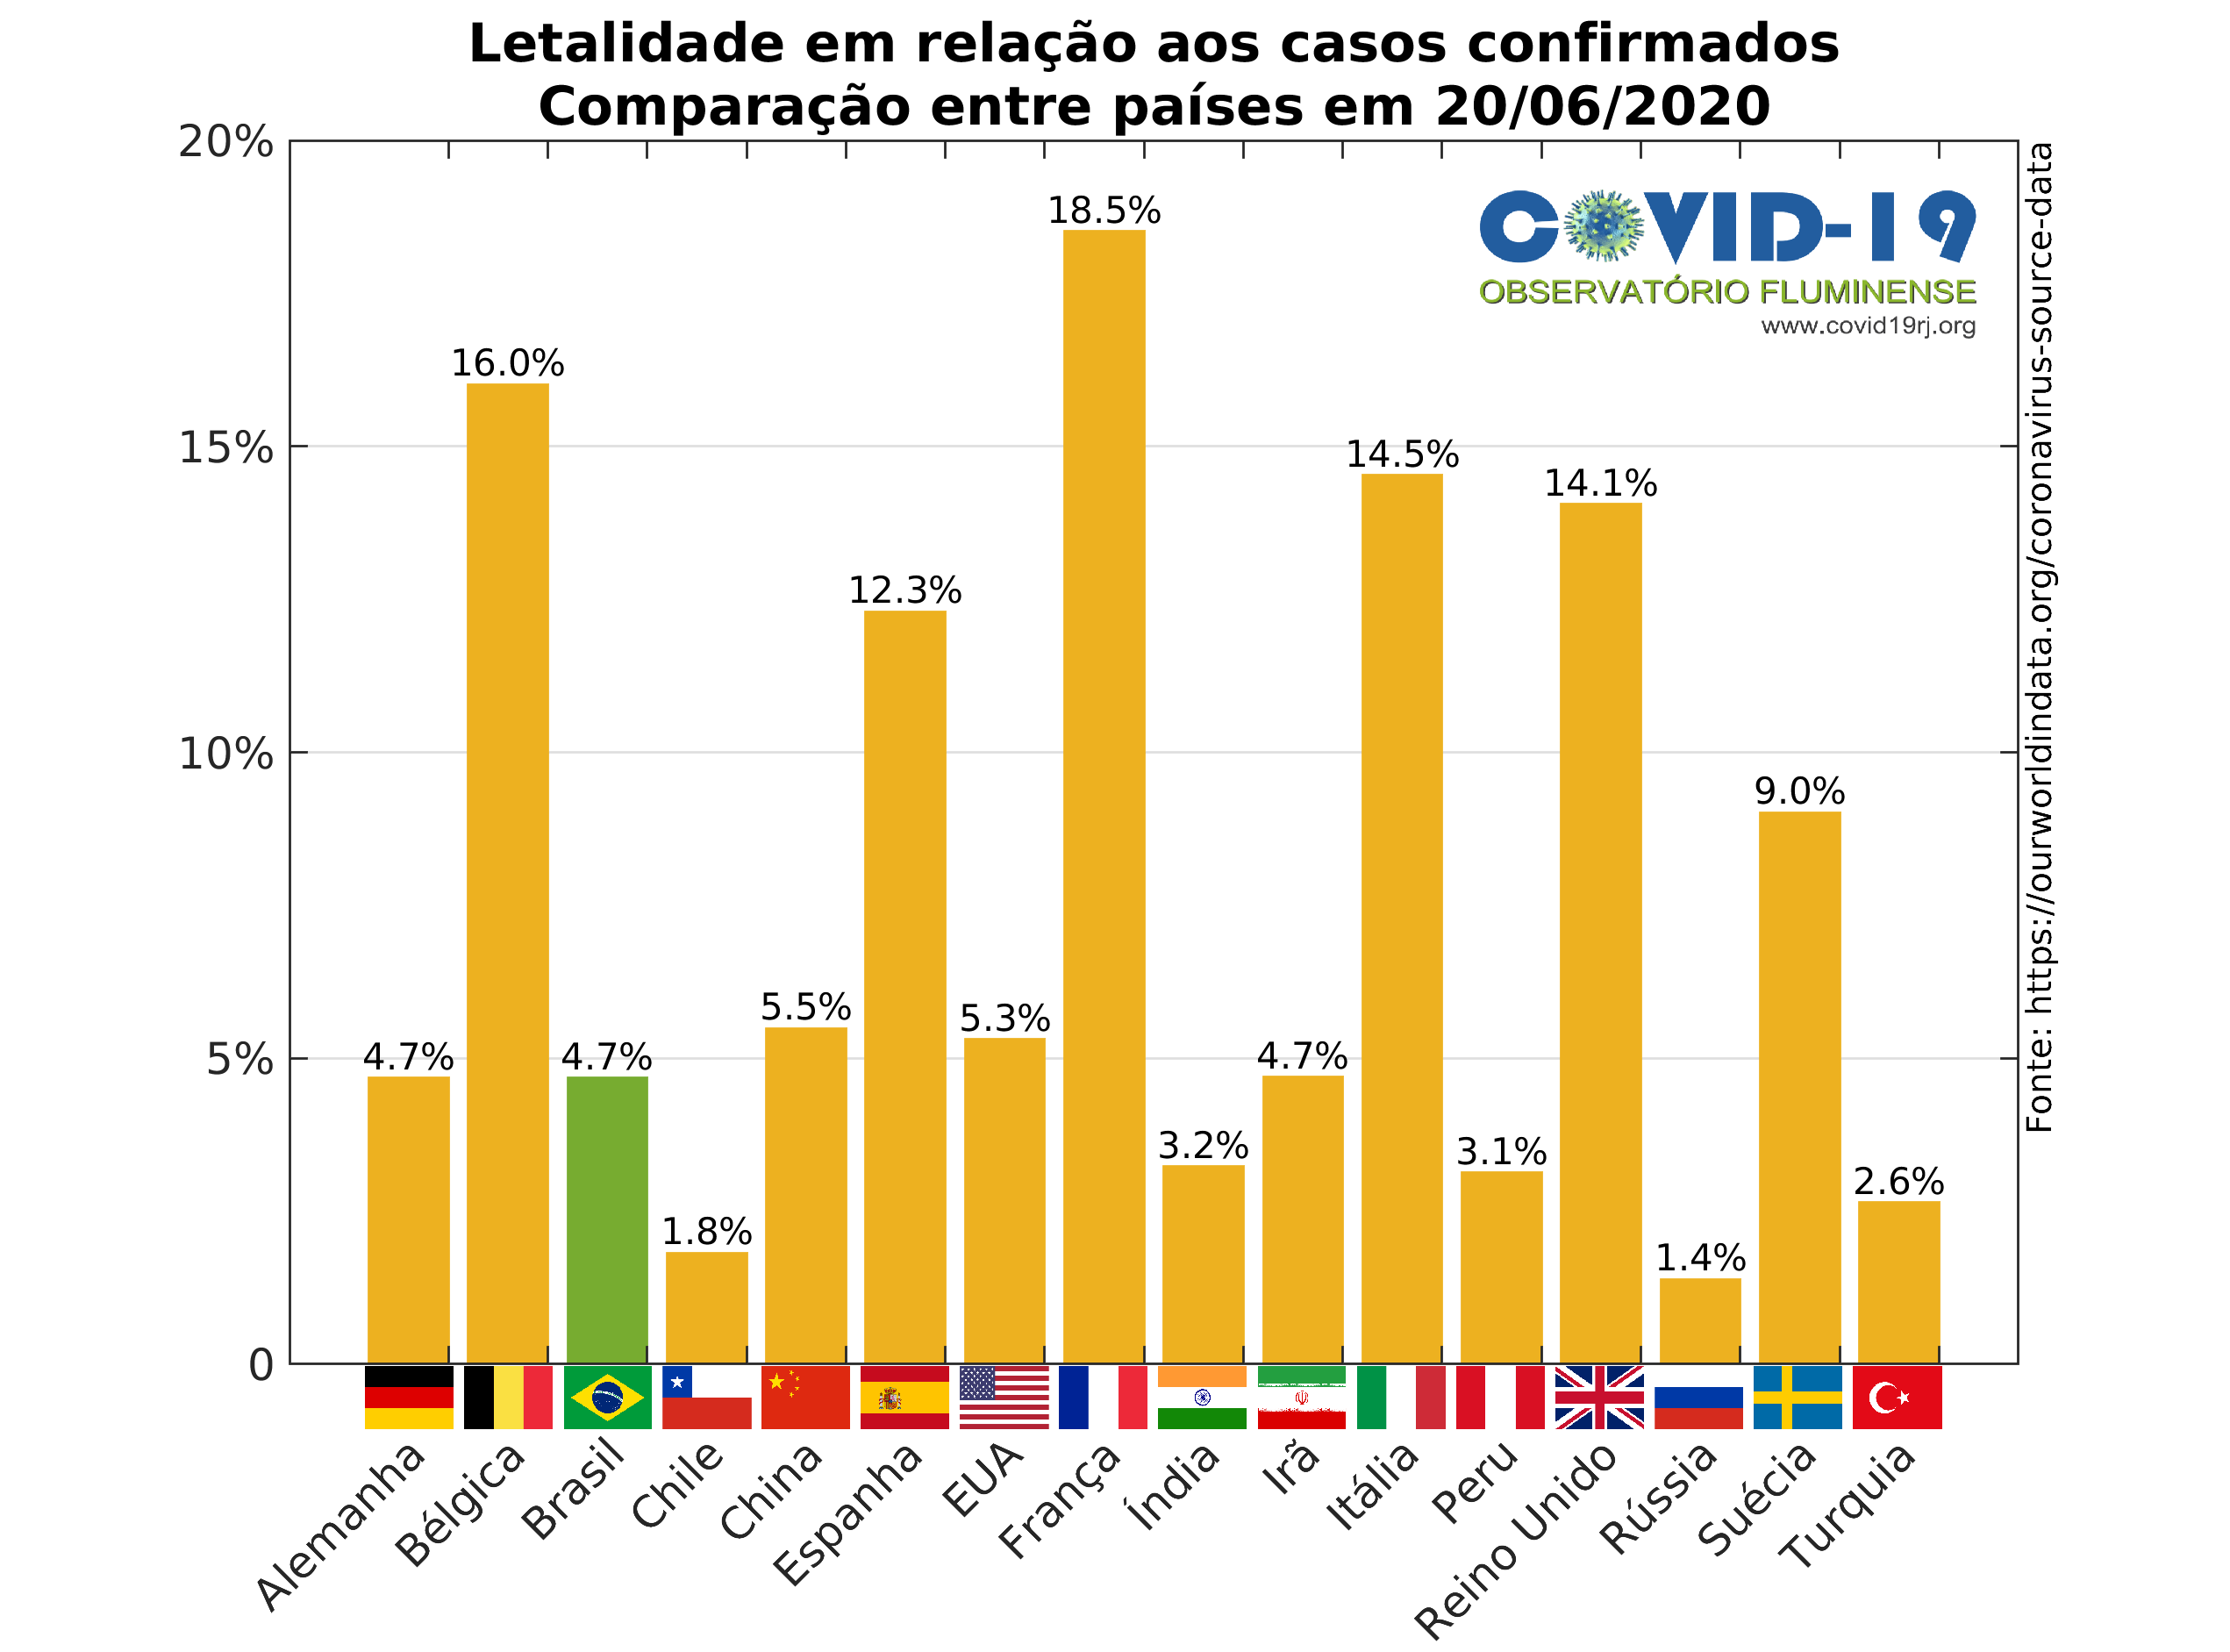 Letalidade em relação aos casos confirmados
Comparação entre países em 20/06/2020
20%
15%
10%
5%
0
4.7%
16.0%
4.7%
1.8%
5.5%
12.3%
5.3%
18.5%
3.2%
4.7%
14.5%
3.1%
14.1%
1.4%
9.0%
2.6%
COVID-19
OBSERVATÓRIO FLUMINENSE
www.covid19rj.org
Fonte: https://ourworldindata.org/coronavirus-source-data
Alemanha
Bélgica
Brasil
Chile
China
Espanha
EUA
França
Índia
Irã
Itália
Peru
Reino Unido
Rússia
Suécia
Turquia